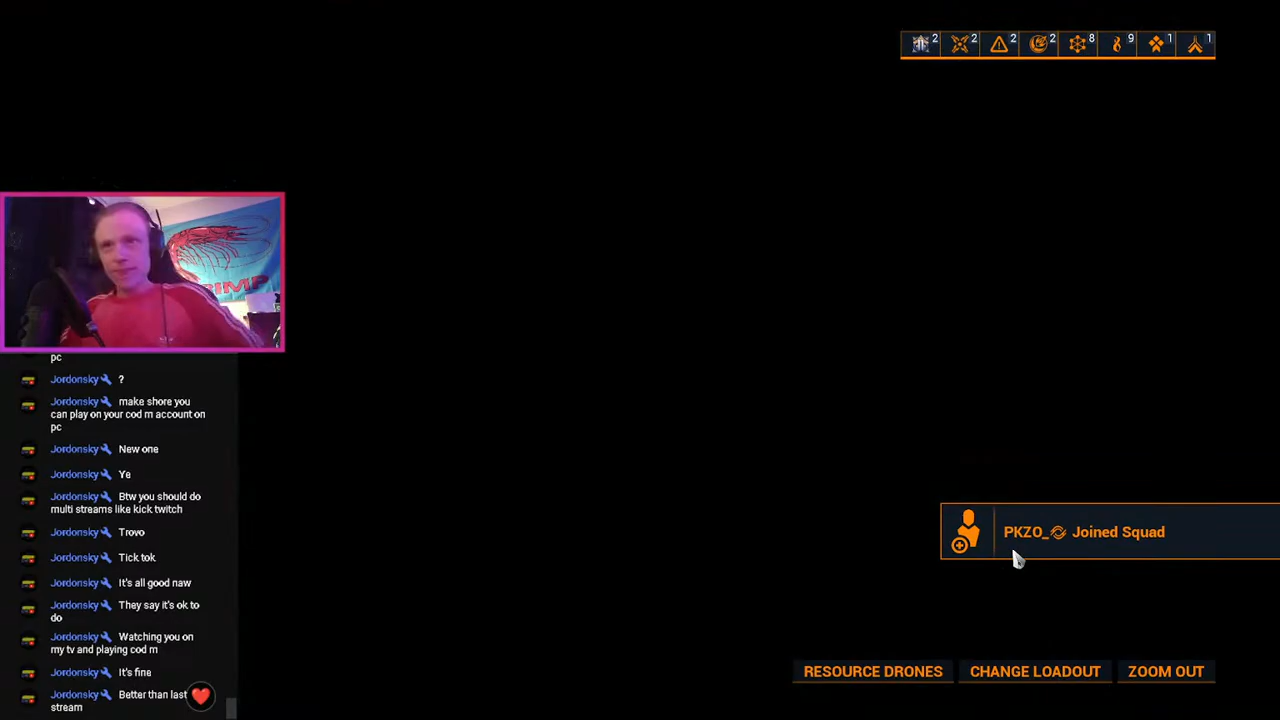 2 2 2 2 8 9 1 1
RIMP
pc
Jordonsky ?
Jordonsky make shore you
can play on your cod m account on
pc
Jordonsky New one
Jordonsky Ye
Jordonsky Btw you should do
multi streams like kick twitch
Jordonsky Trovo
Jordonsky Tick tok
Jordonsky It's all good naw
Jordonsky They say it's ok to
do
Jordonsky Watching you on
my tv and playing cod m
Jordonsky It's fine
Jordonsky Better than last
stream
PKZO_ Joined Squad
RESOURCE DRONES CHANGE LOADOUT ZOOM OUT